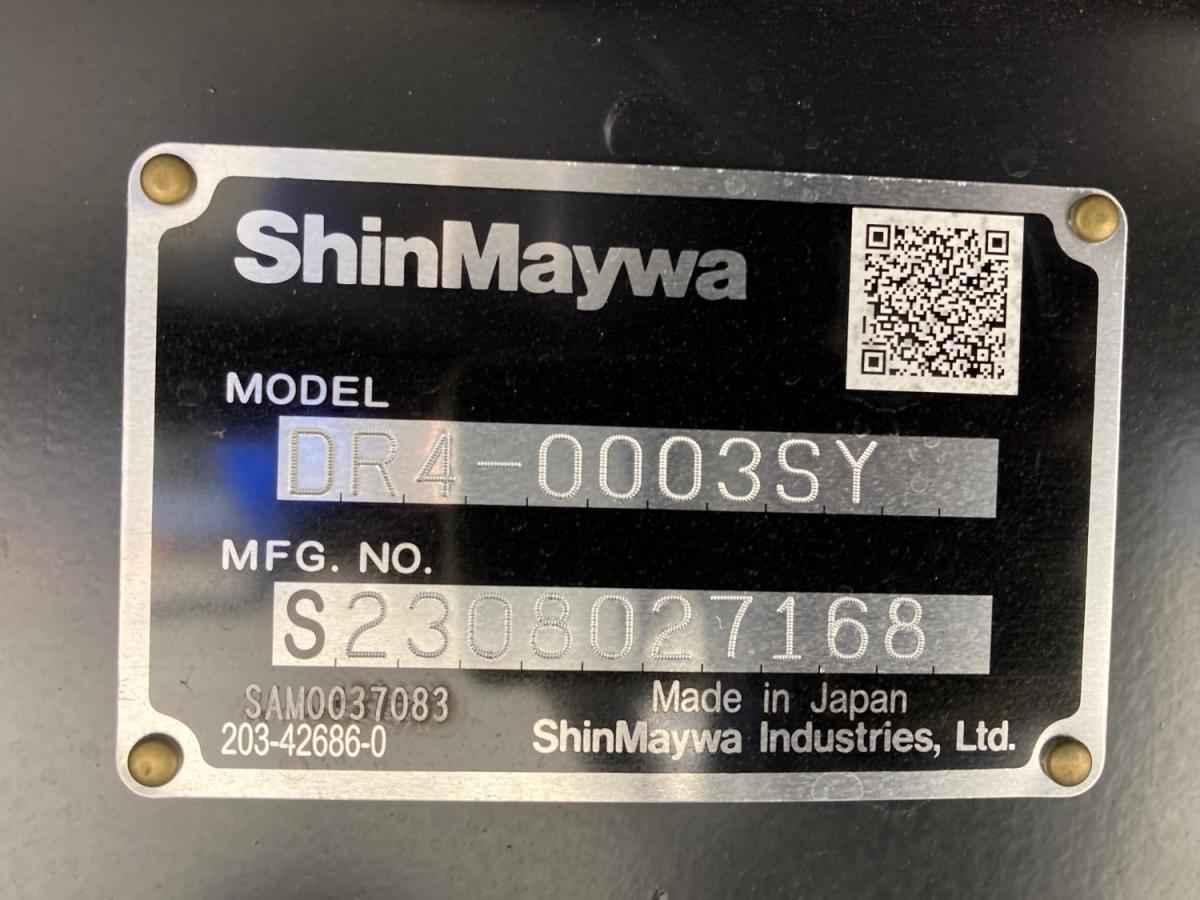 ShinMaywa
MODEL
DR4-0003SY
MFG. NO.
S2308027168
SAM0037083
Made in Japan
203-42686-0
ShinMaywa Industries, Ltd.